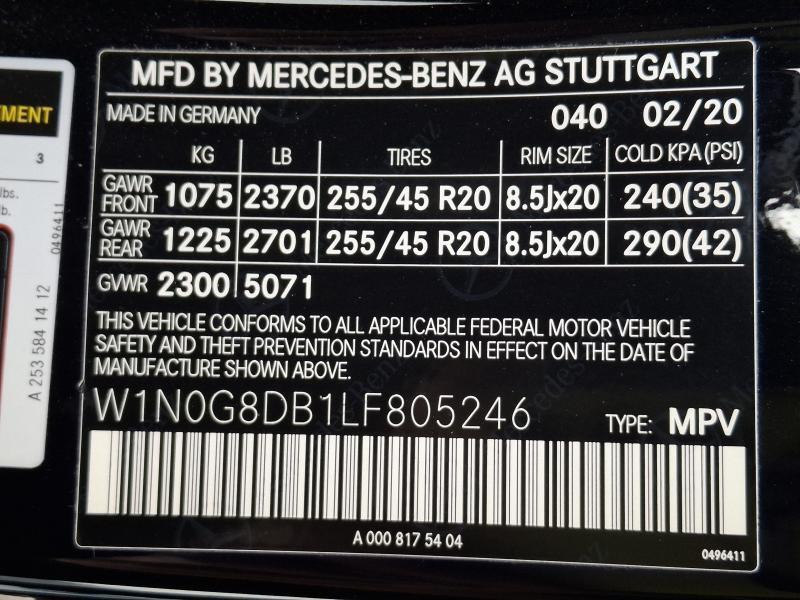 MFD BY MERCEDES-BENZ AG STUTTGART
MADE IN GERMANY 040 02/20
KG LB TIRES RIM SIZE COLD KPA (PSI)
GAWR FRONT 1075 2370 255/45 R20 8.5Jx20 240(35)
GAWR REAR 1225 2701 255/45 R20 8.5Jx20 290(42)
GVWR 2300 5071
THIS VEHICLE CONFORMS TO ALL APPLICABLE FEDERAL MOTOR VEHICLE
SAFETY AND THEFT PREVENTION STANDARDS IN EFFECT ON THE DATE OF
MANUFACTURE SHOWN ABOVE.
W1N0G8DB1LF805246 TYPE: MPV
A 000 817 54 04
0496411
3
lbs.
lb.
0496411
A 253 584 14 12